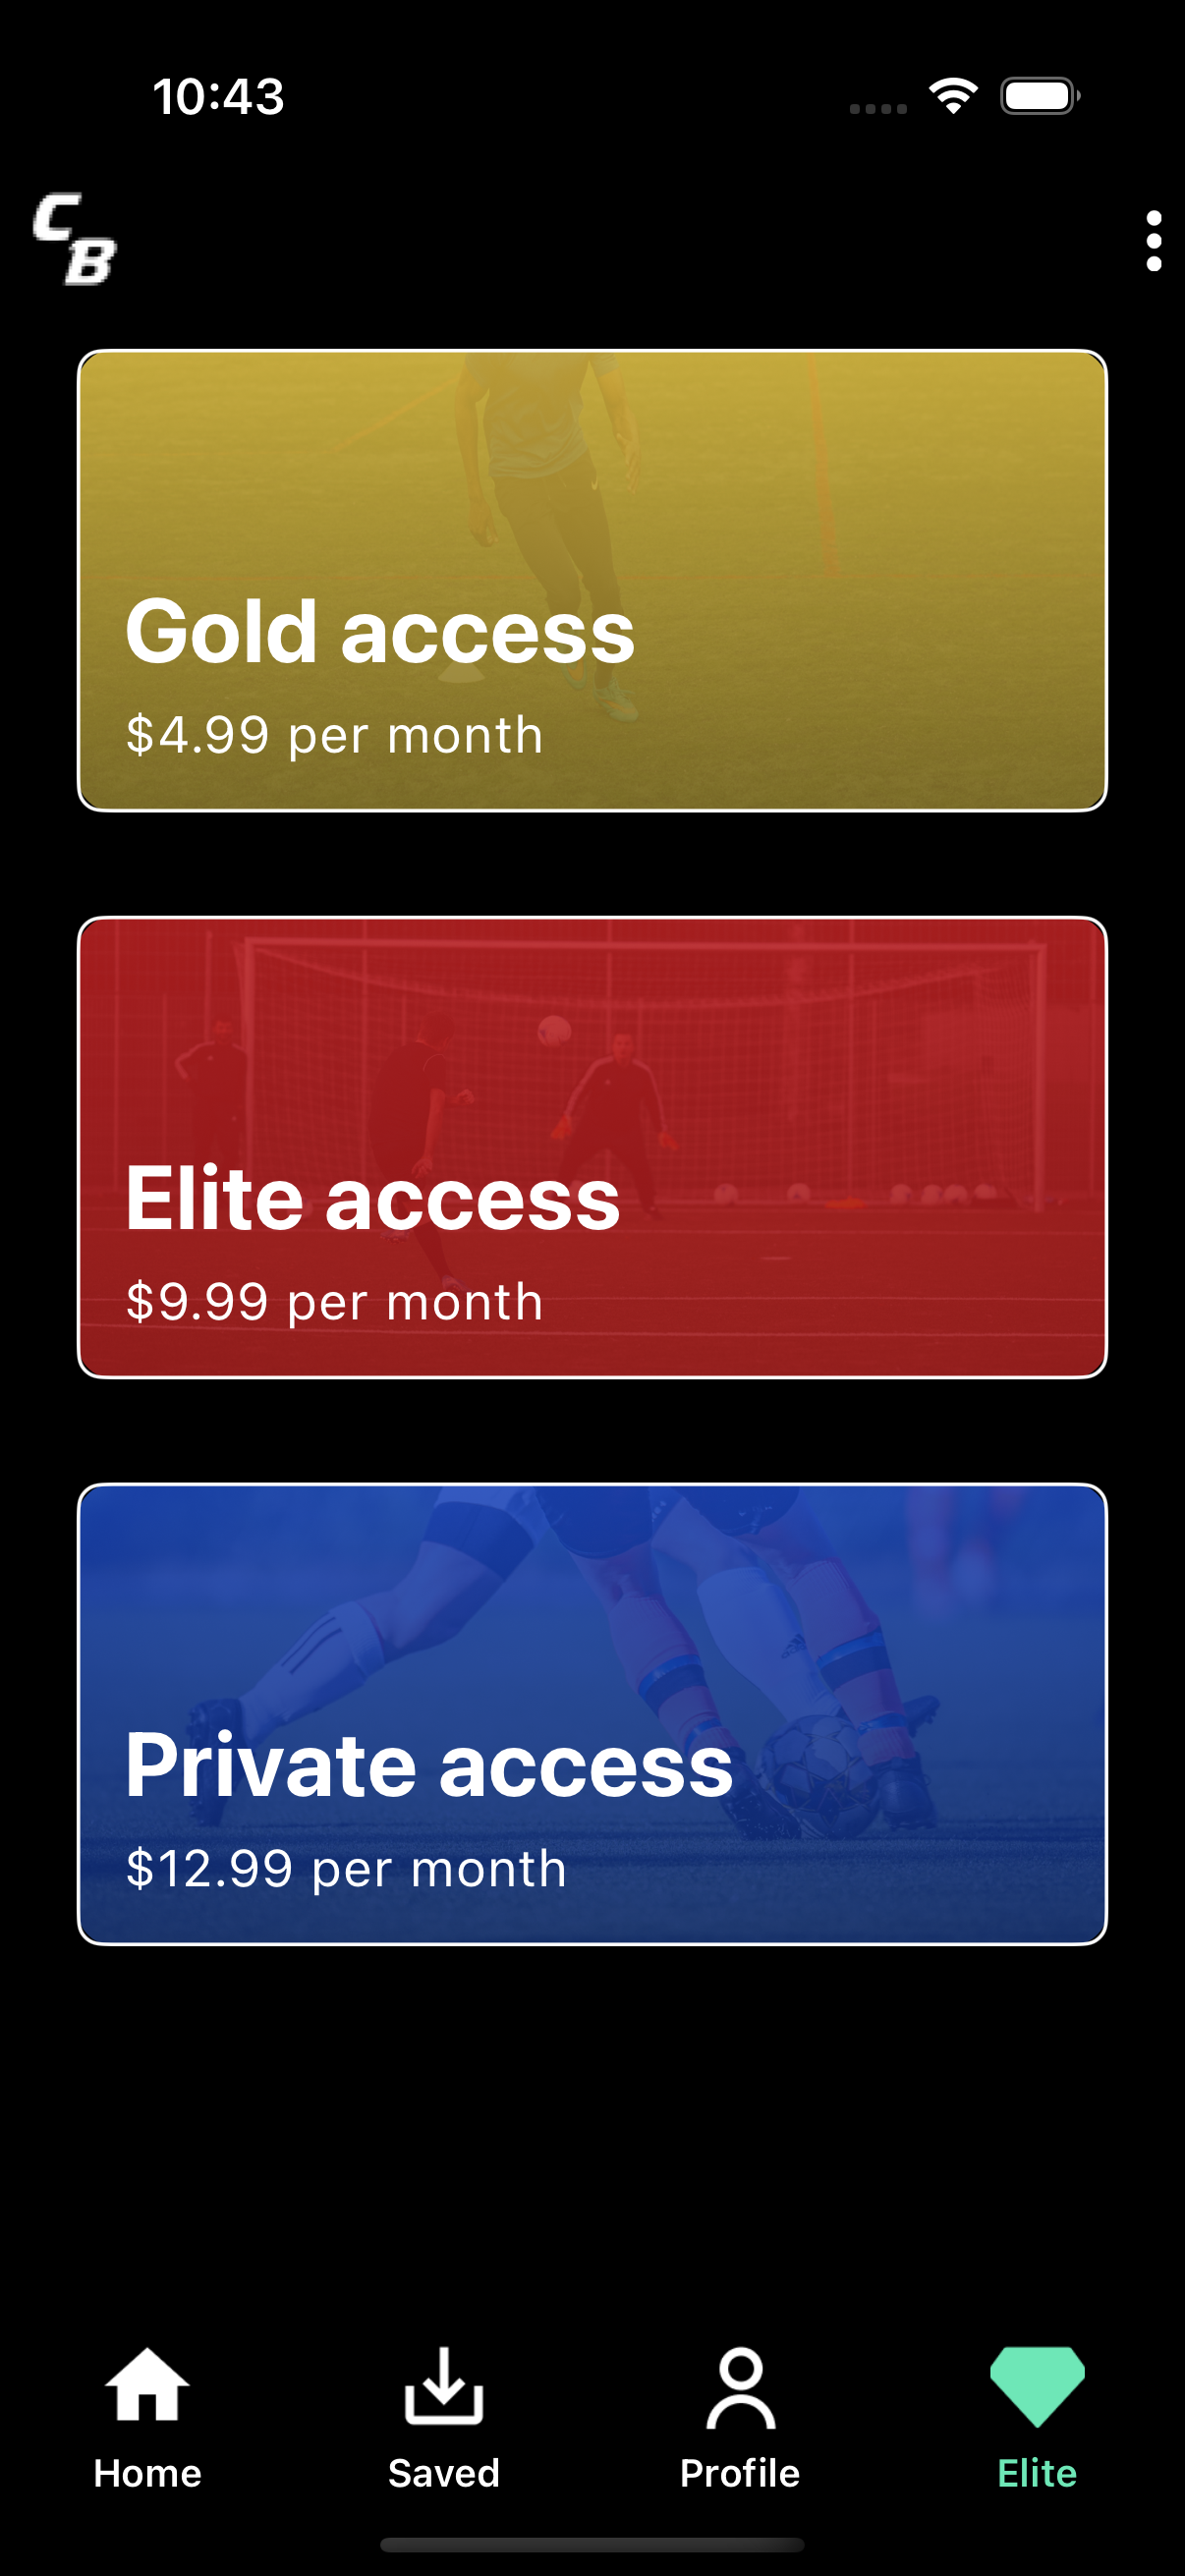 10:43
C
B
Gold access
$4.99 per month
Elite access
$9.99 per month
Private access
$12.99 per month
Home Saved Profile Elite